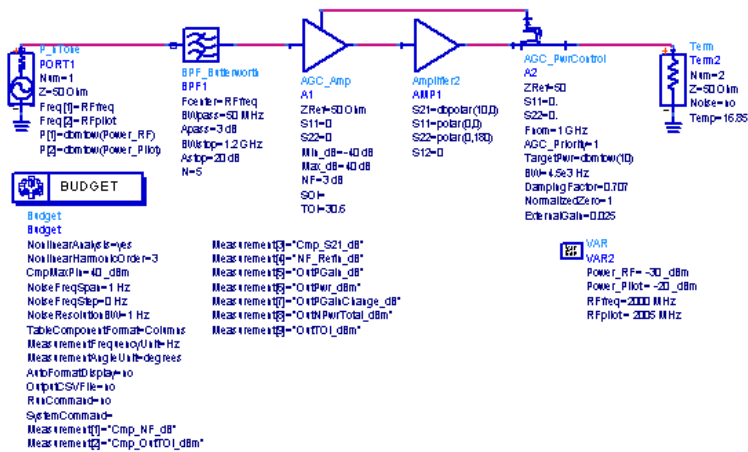 P_nTone
PORT1
Num=1
Z=50 Ohm
Freq[1]=RFfreq
Freq[2]=RFpilot
P[1]=dbmtow(Power_RF)
P[2]=dbmtow(Power_Pilot)
BPF_Butterworth
BPF1
Fcenter=RFfreq
BWpass=50 MHz
Apass=3 dB
BWstop=1.2 GHz
Astop=20 dB
N=5
AGC_Amp
A1
ZRef=50 Ohm
S11=0
S22=0
Min_dB=-40 dB
Max_dB=40 dB
NF=3 dB
SOI=
TOI=30.6
Amplifier2
AMP1
S21=dbpolar(10,0)
S11=polar(0,0)
S22=polar(0,180)
S12=0
AGC_PwrControl
A2
ZRef=50
S11=0.
S22=0.
Fnom=1 GHz
AGC_Priority=1
TargetPwr=dbmtow(10)
BW=4.5e3 Hz
DampingFactor=0.707
NormalizedZero=1
ExternalGain=0.025
Term
Term2
Num=2
Z=50 Ohm
Noise=no
Temp=16.85
BUDGET
Budget
Budget
NonlinearAnalysis=yes
NonlinearHarmonicOrder=3
CmpMaxPin=40_dBm
NoiseFreqSpan=1 Hz
NoiseFreqStep=0 Hz
NoiseResolutionBW=1 Hz
TableComponentFormat=Columns
MeasurementFrequencyUnit=Hz
MeasurementAngleUnit=degrees
AutoFormatDisplay=no
OutputCSVFile=no
RunCommand=no
SystemCommand=
Measurement[1]="Cmp_NF_dB"
Measurement[2]="Cmp_OutTOI_dBm"
Measurement[3]="Cmp_S21_dB"
Measurement[4]="NF_RefIn_dB"
Measurement[5]="OutPGain_dB"
Measurement[6]="OutPwr_dBm"
Measurement[7]="OutPGainChange_dB"
Measurement[8]="OutNPwrTotal_dBm"
Measurement[9]="OutTOI_dBm"
Var
Eqn
VAR
VAR2
Power_RF= -30_dBm
Power_Pilot= -20_dBm
RFfreq=2000 MHz
RFpilot= 2005 MHz